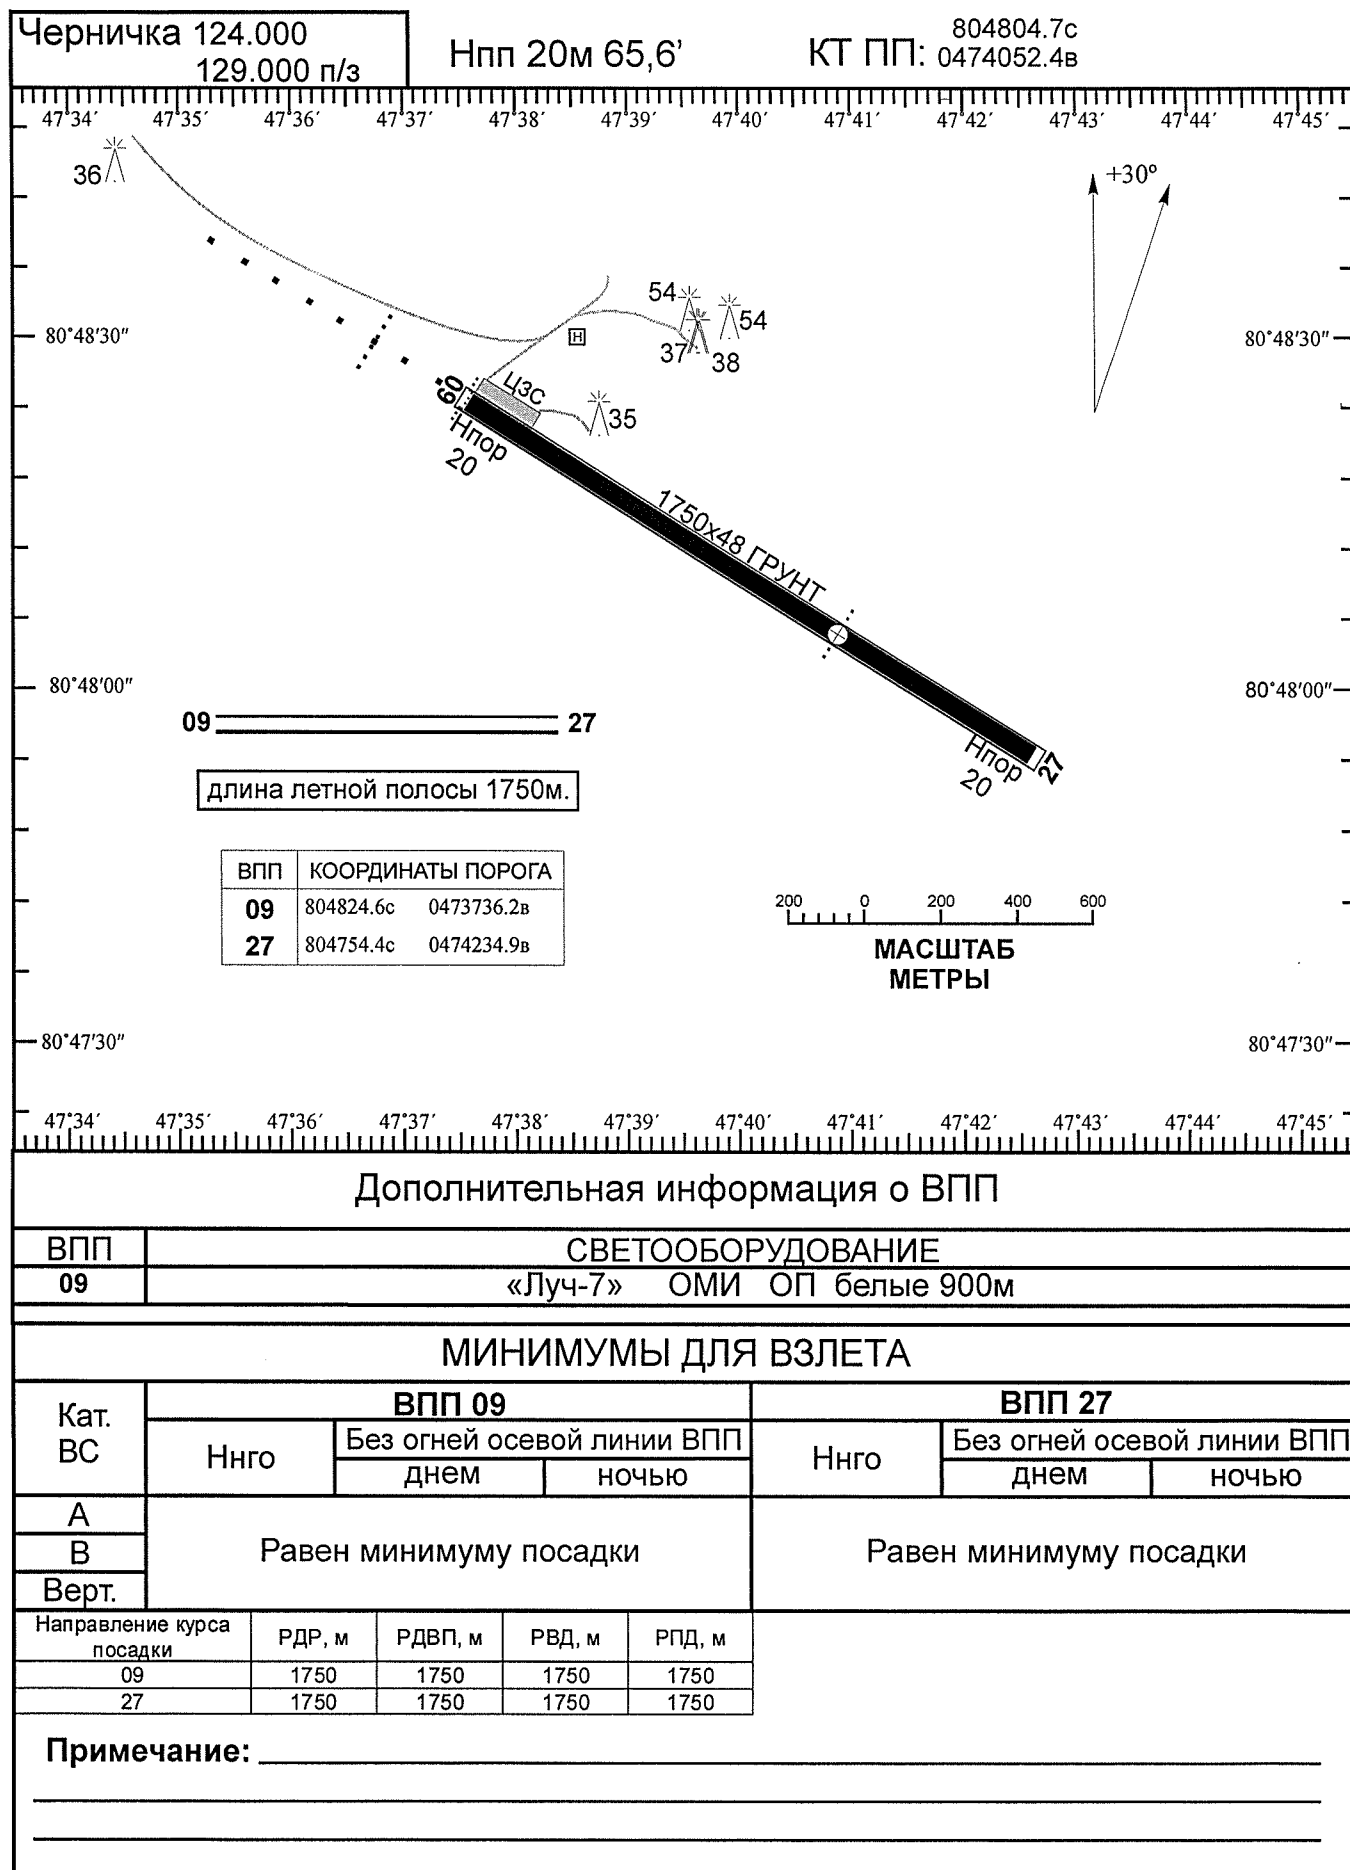 Черничка 124.000
129.000 п/з
Нпп 20м 65,6’
КТ ПП: 804804.7с
0474052.4в
47°34′ 47°35′ 47°36′ 47°37′ 47°38′ 47°39′ 47°40′ 47°41′ 47°42′ 47°43′ 47°44′ 47°45′
+30°
36
54
54
80°48′30″
80°48′30″
H
37
38
09
ЦЗС
35
Нпор
20
1750x48 ГРУНТ
80°48′00″
80°48′00″
09 27
Нпор
20
27
длина летной полосы 1750м.
ВПП КООРДИНАТЫ ПОРОГА
09 804824.6с 0473736.2в
27 804754.4с 0474234.9в
200 0 200 400 600
МАСШТАБ
МЕТРЫ
80°47′30″
80°47′30″
47°34′ 47°35′ 47°36′ 47°37′ 47°38′ 47°39′ 47°40′ 47°41′ 47°42′ 47°43′ 47°44′ 47°45′
Дополнительная информация о ВПП
ВПП СВЕТООБОРУДОВАНИЕ
09 «Луч-7» ОМИ ОП белые 900м
МИНИМУМЫ ДЛЯ ВЗЛЕТА
Кат.
ВС
ВПП 09 ВПП 27
Ннго Без огней осевой линии ВПП Ннго Без огней осевой линии ВПП
днем ночью днем ночью
А
В
Верт.
Равен минимуму посадки Равен минимуму посадки
Направление курса
посадки
РДР, м РДВП, м РВД, м РПД, м
09 1750 1750 1750 1750
27 1750 1750 1750 1750
Примечание: